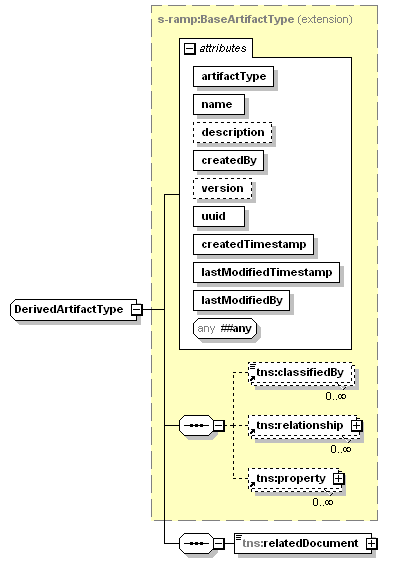 s-ramp:BaseArtifactType (extension)
attributes
artifactType
name
description
createdBy
version
uuid
createdTimestamp
lastModifiedTimestamp
lastModifiedBy
any ##any
DerivedArtifactType
tns:classifiedBy
0..∞
tns:relationship
0..∞
tns:property
0..∞
tns:relatedDocument